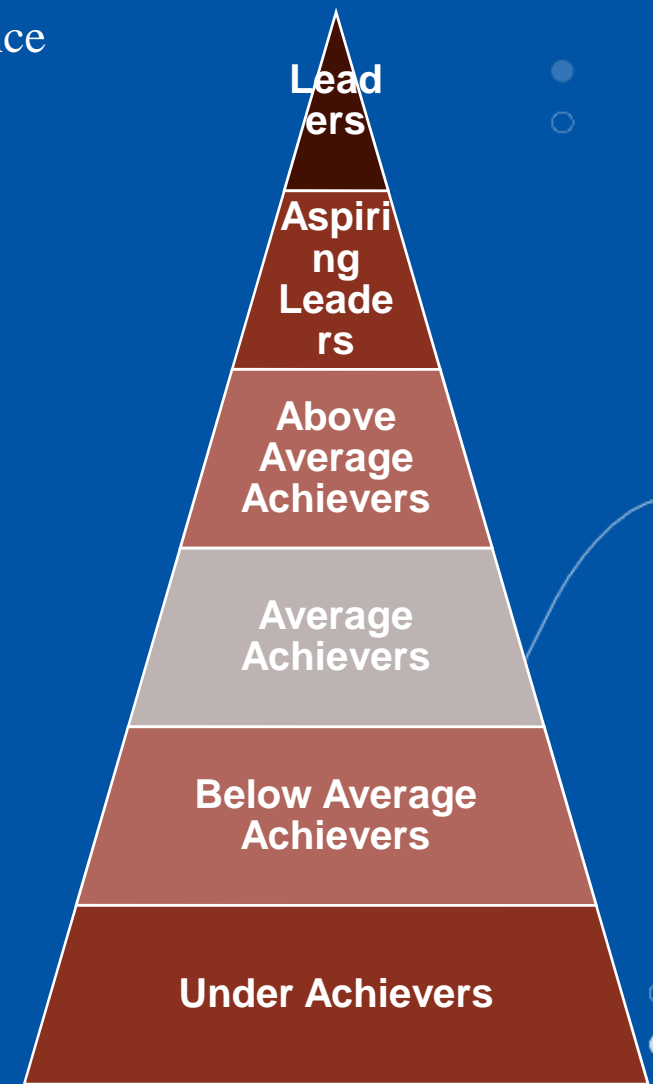 ce
Lead
ers
Aspiri
ng
Leade
rs
Above
Average
Achievers
Average
Achievers
Below Average
Achievers
Under Achievers